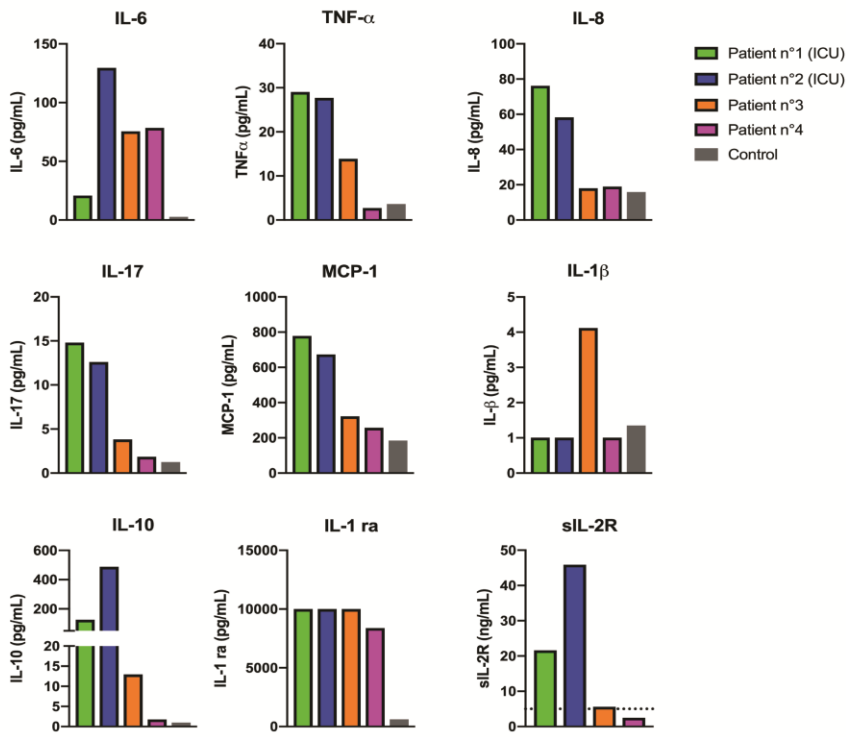 IL-6
IL-6 (pg/mL)
150
100
50
0
TNF-α
TNFα (pg/mL)
40
30
20
10
0
IL-8
IL-8 (pg/mL)
100
80
60
40
20
0
Patient n°1 (ICU)
Patient n°2 (ICU)
Patient n°3
Patient n°4
Control
IL-17
IL-17 (pg/mL)
20
15
10
5
0
MCP-1
MCP-1 (pg/mL)
1000
800
600
400
200
0
IL-1β
IL-β (pg/mL)
5
4
3
2
1
0
IL-10
IL-10 (pg/mL)
600
400
200
20
15
10
5
0
IL-1 ra
IL-1 ra (pg/mL)
15000
10000
5000
0
sIL-2R
sIL-2R (ng/mL)
50
40
30
20
10
0